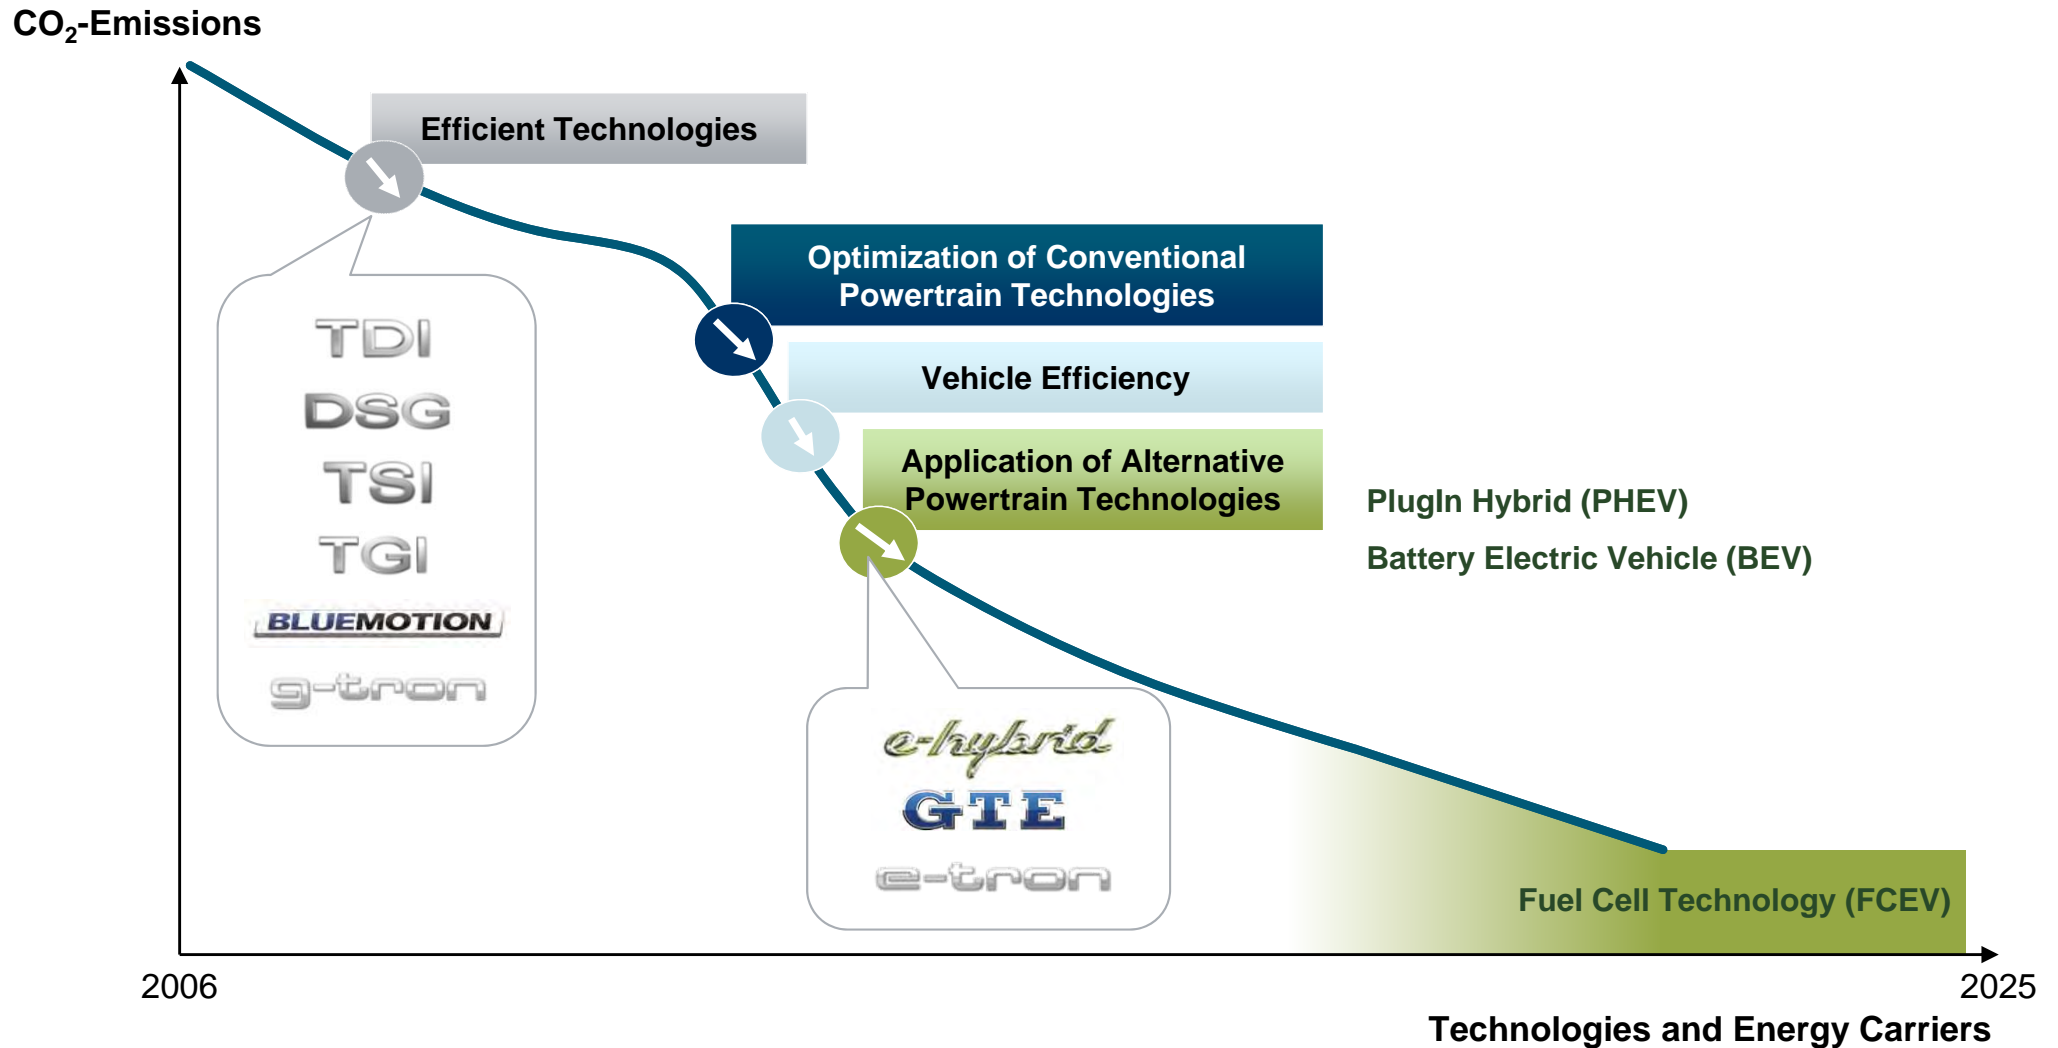 CO₂-Emissions
Efficient Technologies
Optimization of Conventional
Powertrain Technologies
Vehicle Efficiency
Application of Alternative
Powertrain Technologies
PlugIn Hybrid (PHEV)
Battery Electric Vehicle (BEV)
TDI
DSG
TSI
TGI
BLUEMOTION
g-tron
e-hybrid
GTE
e-tron
Fuel Cell Technology (FCEV)
2006
2025
Technologies and Energy Carriers